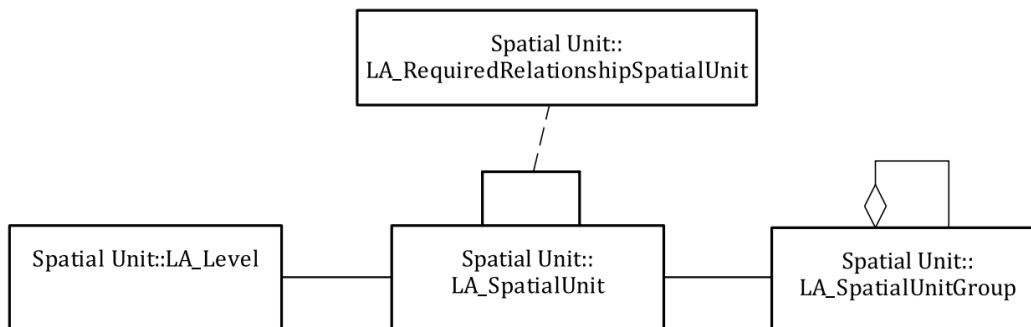 Spatial Unit::
LA_RequiredRelationshipSpatialUnit
Spatial Unit::LA_Level
Spatial Unit::
LA_SpatialUnit
Spatial Unit::
LA_SpatialUnitGroup